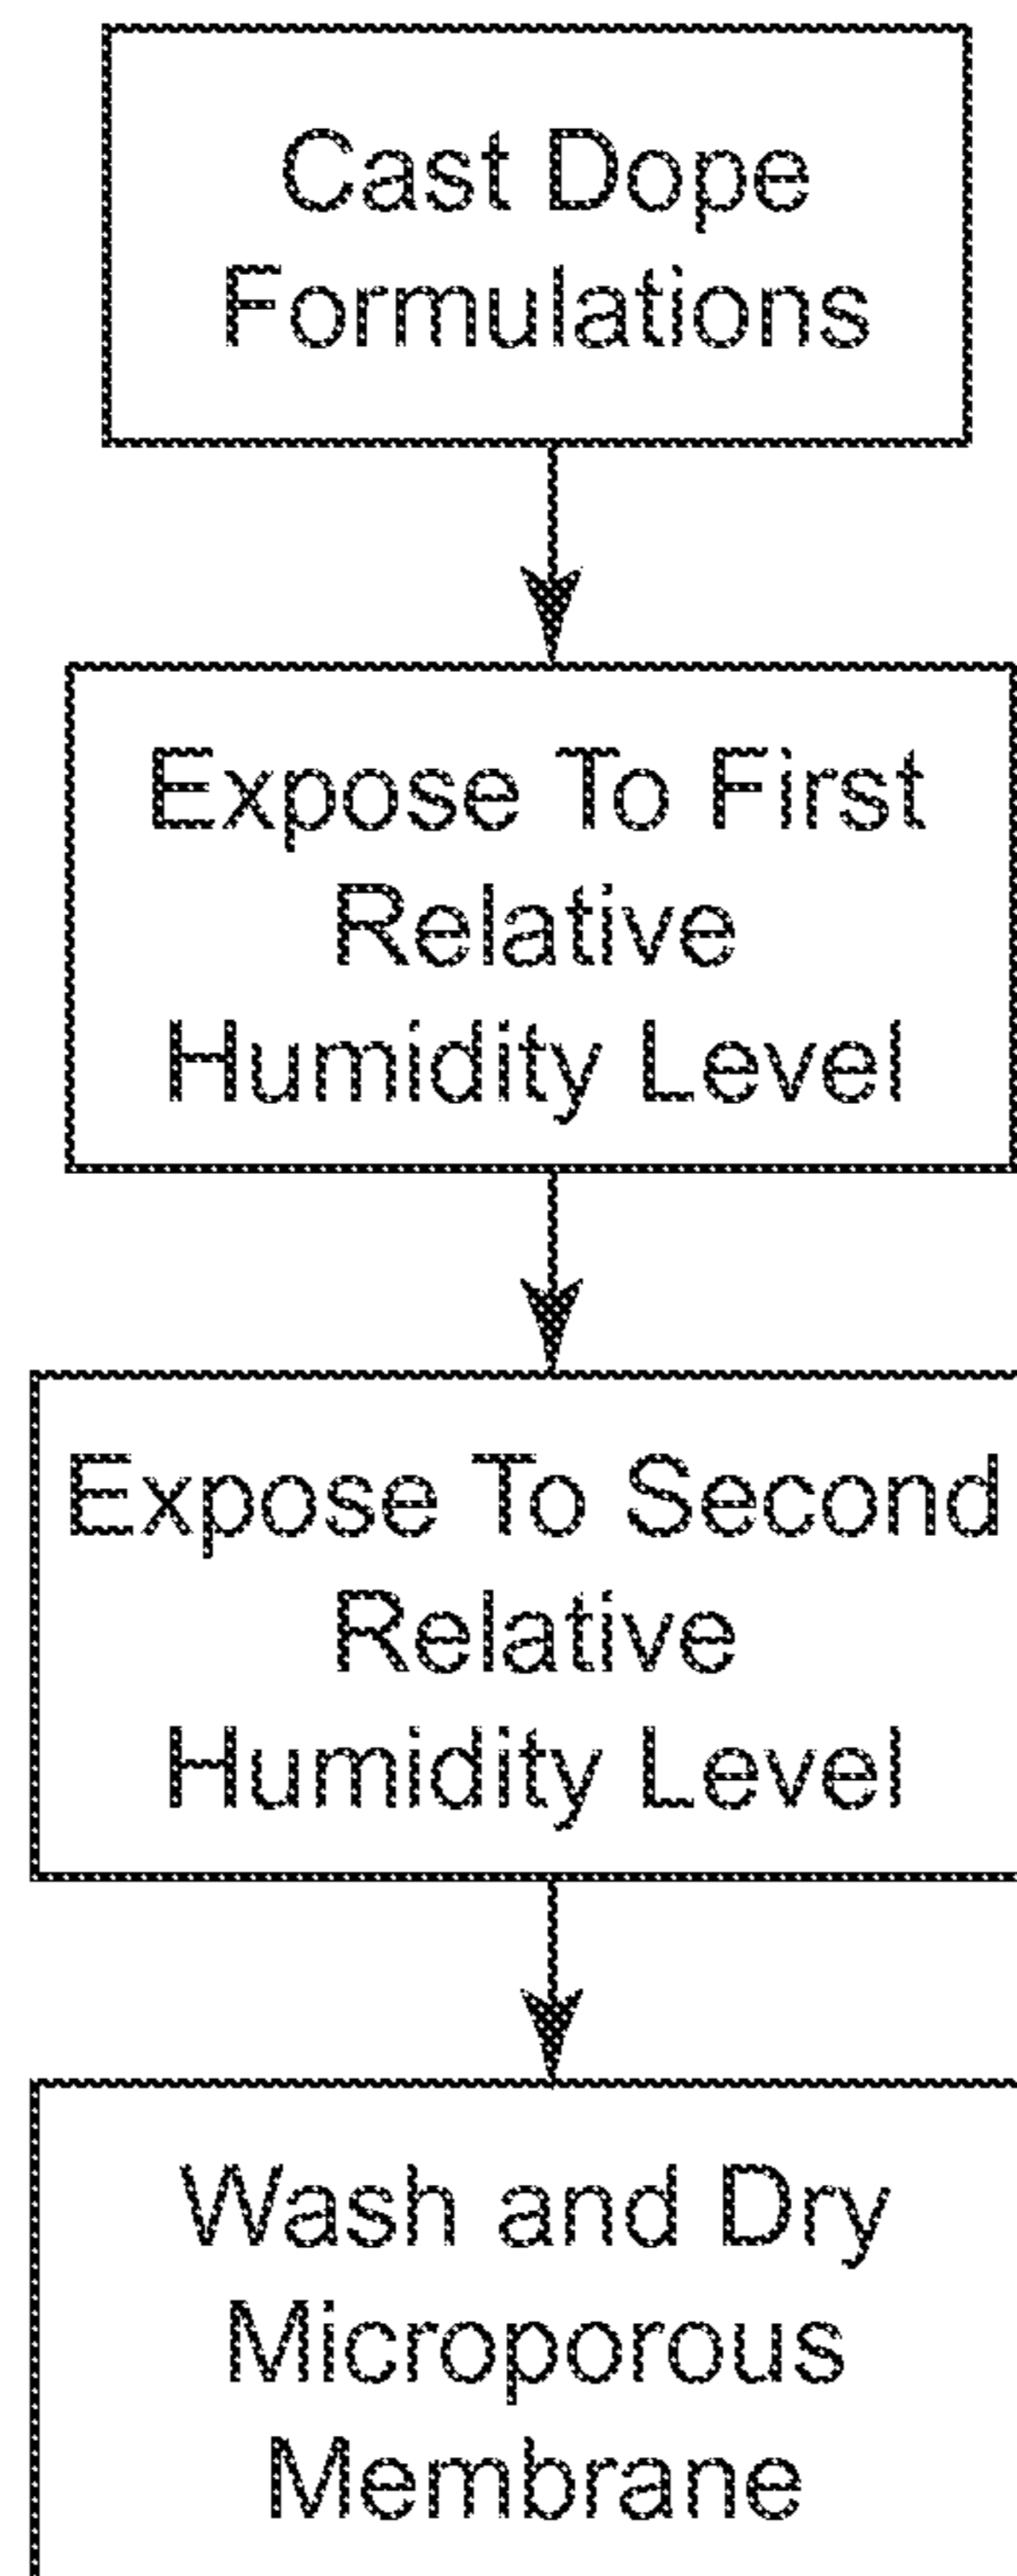 Cast Dope
Formulations
Expose To First
Relative
Humidity Level
Expose To Second
Relative
Humidity Level
Wash and Dry
Microporous
Membrane